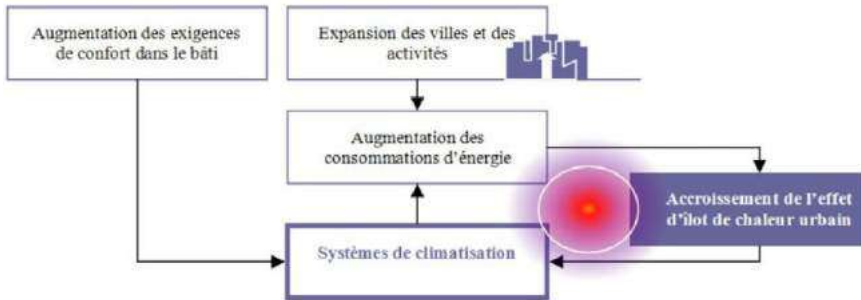 Augmentation des exigences
de confort dans le bâti
Expansion des villes et des
activités
Augmentation des
consommations d'énergie
Accroissement de l'effet
d'îlot de chaleur urbain
Systèmes de climatisation